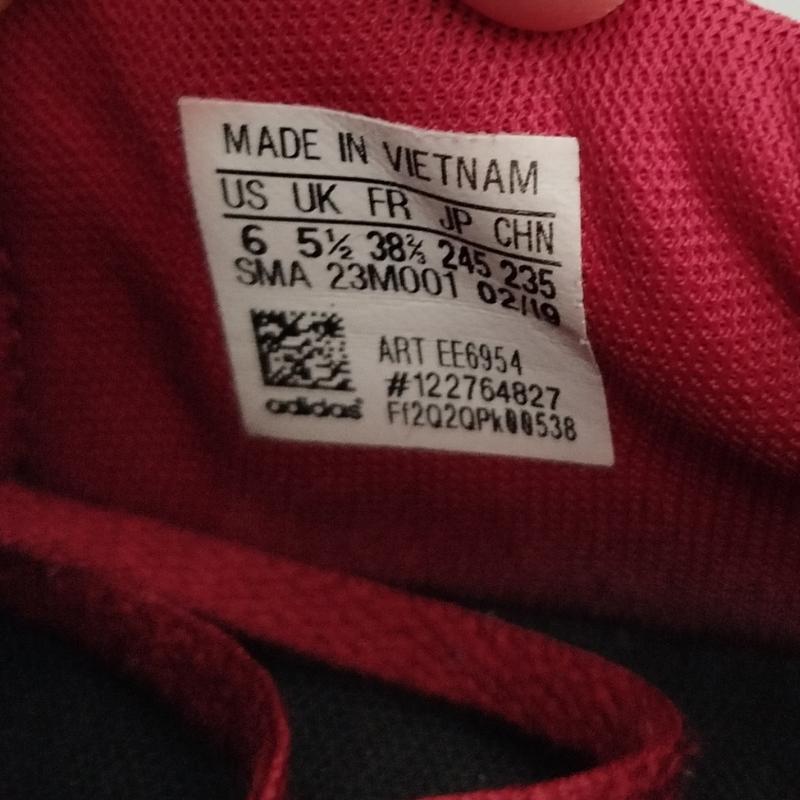 MADE IN VIETNAM
US UK FR JP CHN
6 5½ 38⅔ 245 235
SMA 23M001 02/19
ART EE6954
#122764827
Ff2Q2QPk00538
adidas